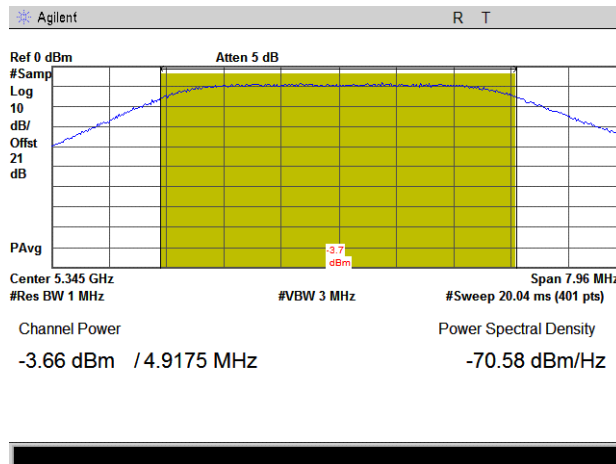 Agilent R T
Ref 0 dBm Atten 5 dB
#Samp
Log
10
dB/
Offst
21
dB
PAvg
-3.7
dBm
Center 5.345 GHz Span 7.96 MHz
#Res BW 1 MHz #VBW 3 MHz #Sweep 20.04 ms (401 pts)
Channel Power Power Spectral Density
-3.66 dBm / 4.9175 MHz -70.58 dBm/Hz